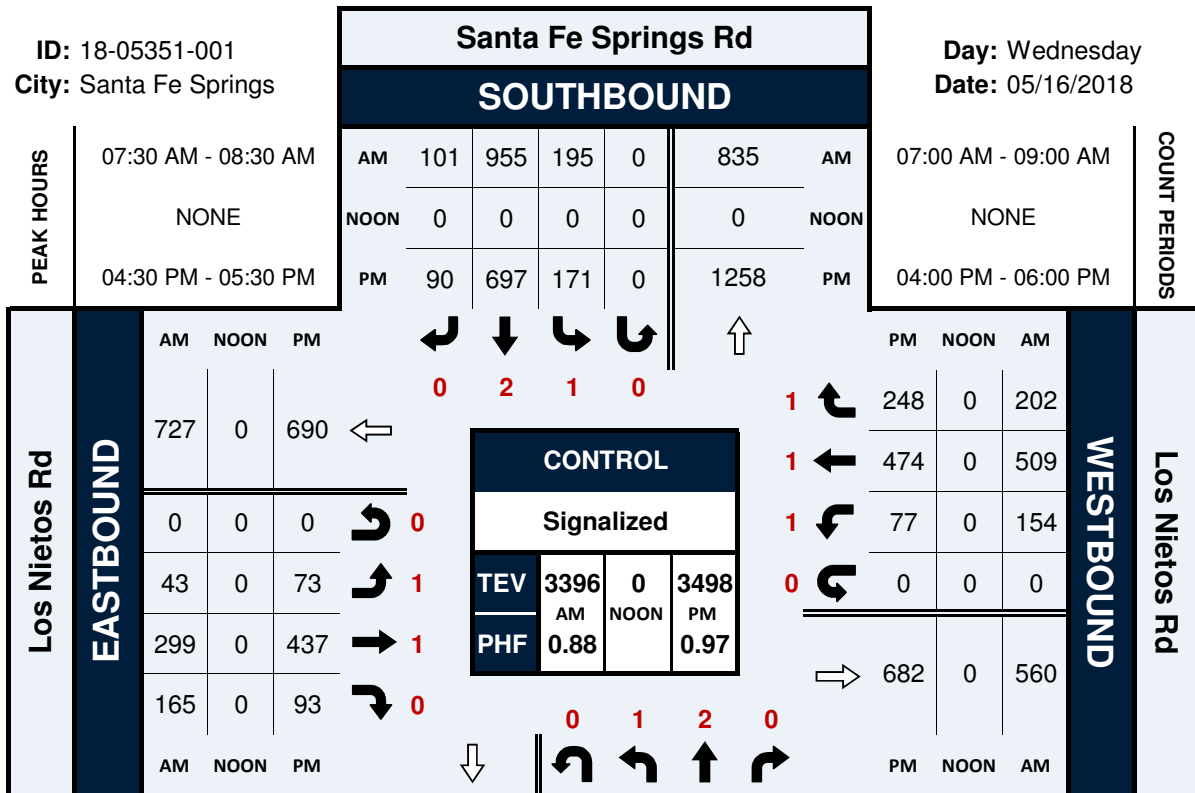 ID: 18-05351-001
City: Santa Fe Springs
Santa Fe Springs Rd
SOUTHBOUND
Day: Wednesday
Date: 05/16/2018
PEAK HOURS
07:30 AM - 08:30 AM
NONE
04:30 PM - 05:30 PM
AM 101 955 195 0 835 AM
NOON 0 0 0 0 0 NOON
PM 90 697 171 0 1258 PM
07:00 AM - 09:00 AM
NONE
04:00 PM - 06:00 PM
COUNT PERIODS
0 2 1 0
Los Nietos Rd
EASTBOUND
AM NOON PM
727 0 690
0 0 0 0
43 0 73 1
299 0 437 1
165 0 93 0
AM NOON PM
CONTROL
Signalized
TEV 3396 0 3498
AM NOON PM
PHF 0.88 0.97
PM NOON AM
1 248 0 202
1 474 0 509
1 77 0 154
0 0 0 0
682 0 560
PM NOON AM
WESTBOUND
Los Nietos Rd
0 1 2 0